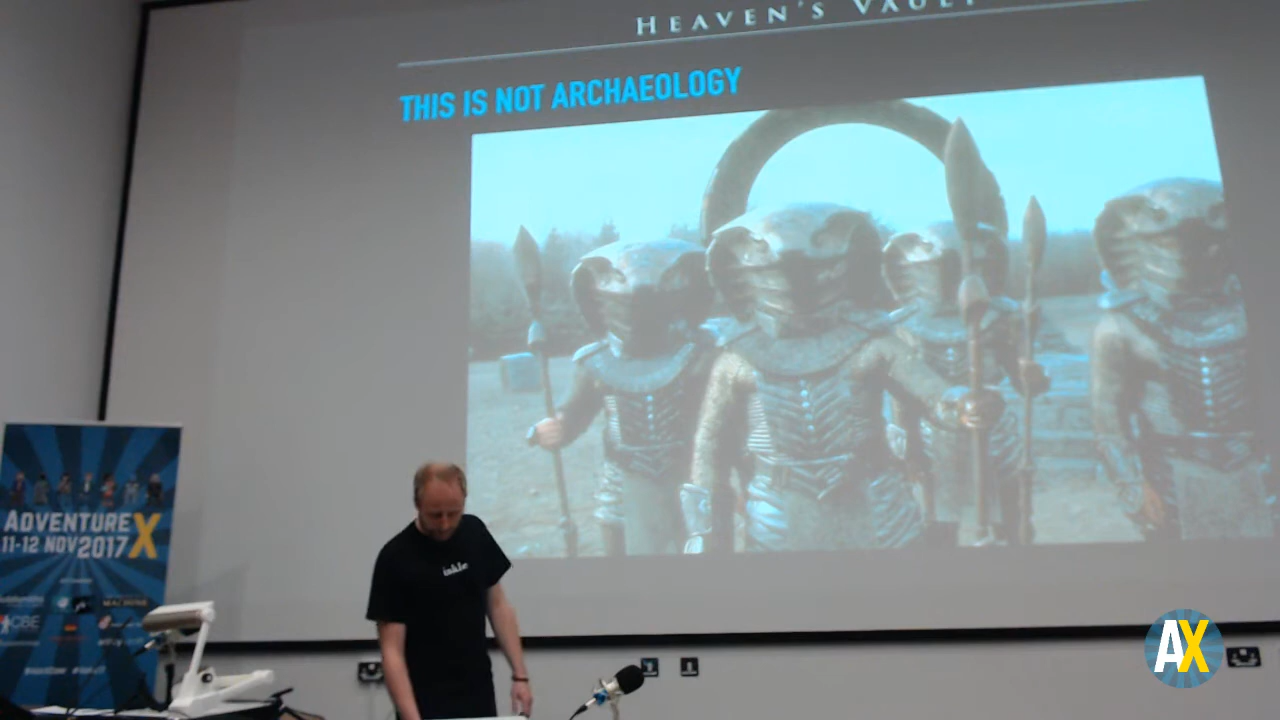 HEAVEN'S VAULT
THIS IS NOT ARCHAEOLOGY
ADVENTURE X
11-12 NOV 2017
inkle
AX